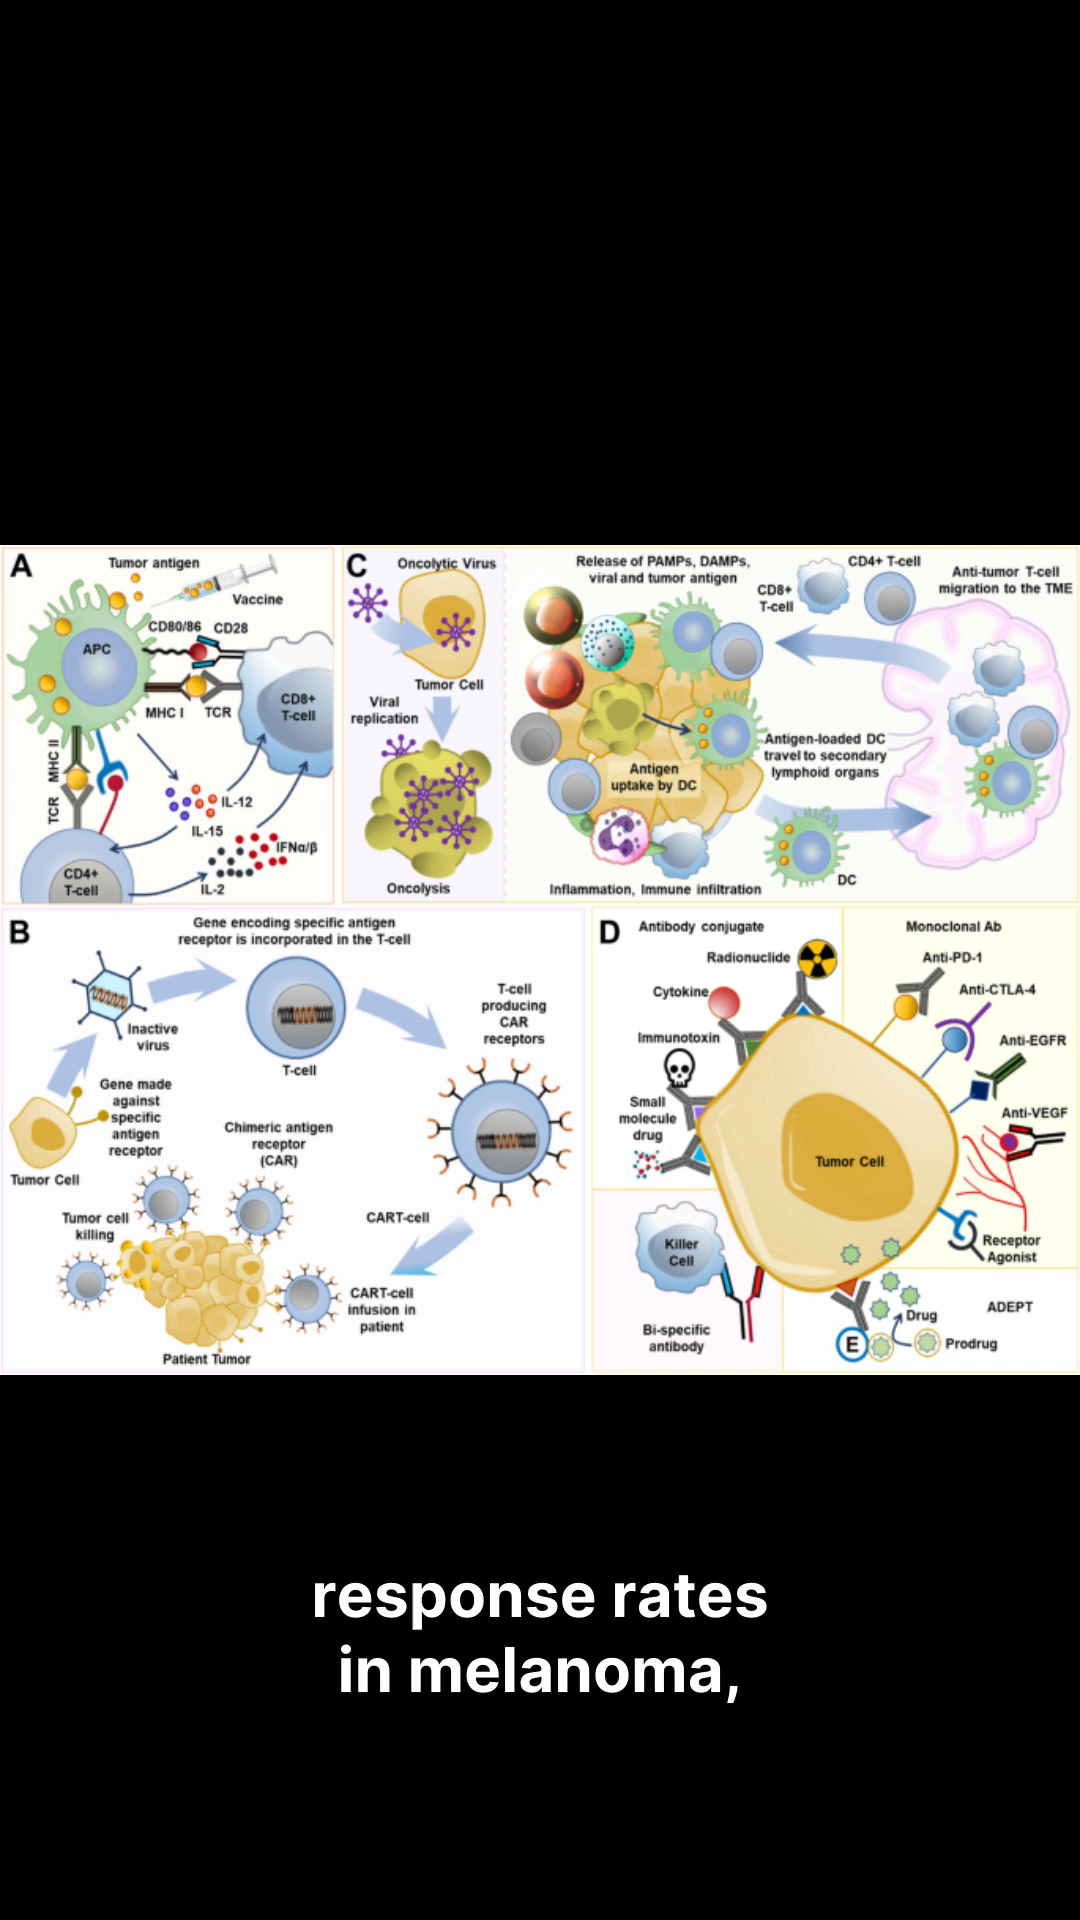 A
Tumor antigen
Vaccine
CD80/86
CD28
APC
CD8+
T-cell
MHC I
TCR
MHC II
TCR
IL-12
IL-15
IFNα/β
CD4+
T-cell
IL-2
C
Oncolytic Virus
Tumor Cell
Viral
replication
Oncolysis
Release of PAMPs, DAMPs,
viral and tumor antigen
CD8+
T-cell
CD4+ T-cell
Anti-tumor T-cell
migration to the TME
Antigen
uptake by DC
Antigen-loaded DC
travel to secondary
lymphoid organs
DC
Inflammation, Immune infiltration
B
Gene encoding specific antigen
receptor is incorporated in the T-cell
Inactive
virus
T-cell
T-cell
producing
CAR
receptors
Gene made
against
specific
antigen
receptor
Tumor Cell
Chimeric antigen
receptor
(CAR)
Tumor cell
killing
CART-cell
CART-cell
infusion in
patient
Patient Tumor
D
Antibody conjugate
Radionuclide
Cytokine
Immunotoxin
Small
molecule
drug
Monoclonal Ab
Anti-PD-1
Anti-CTLA-4
Anti-EGFR
Anti-VEGF
Tumor Cell
Receptor
Agonist
Killer
Cell
Bi-specific
antibody
Drug
ADEPT
E
Prodrug
response rates
in melanoma,